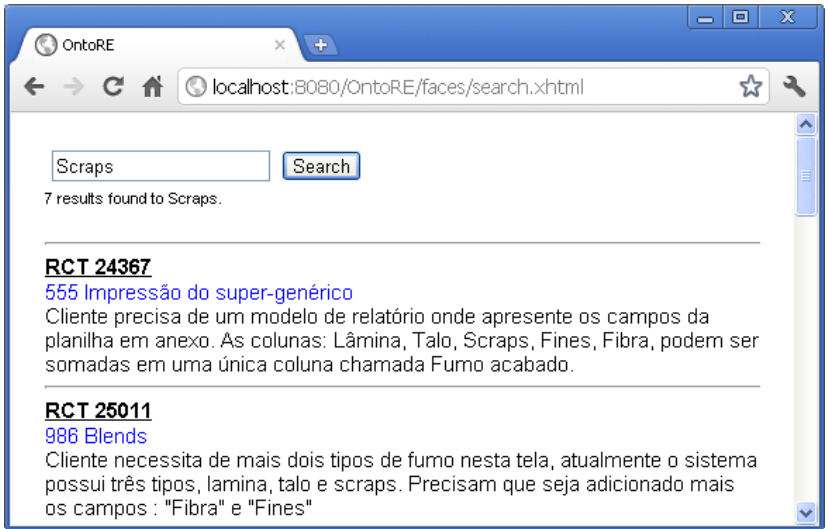 OntoRE
localhost:8080/OntoRE/faces/search.xhtml
Scraps
Search
7 results found to Scraps.
RCT 24367
555 Impressão do super-genérico
Cliente precisa de um modelo de relatório onde apresente os campos da
planilha em anexo. As colunas: Lâmina, Talo, Scraps, Fines, Fibra, podem ser
somadas em uma única coluna chamada Fumo acabado.
RCT 25011
986 Blends
Cliente necessita de mais dois tipos de fumo nesta tela, atualmente o sistema
possui três tipos, lamina, talo e scraps. Precisam que seja adicionado mais
os campos : "Fibra" e "Fines"